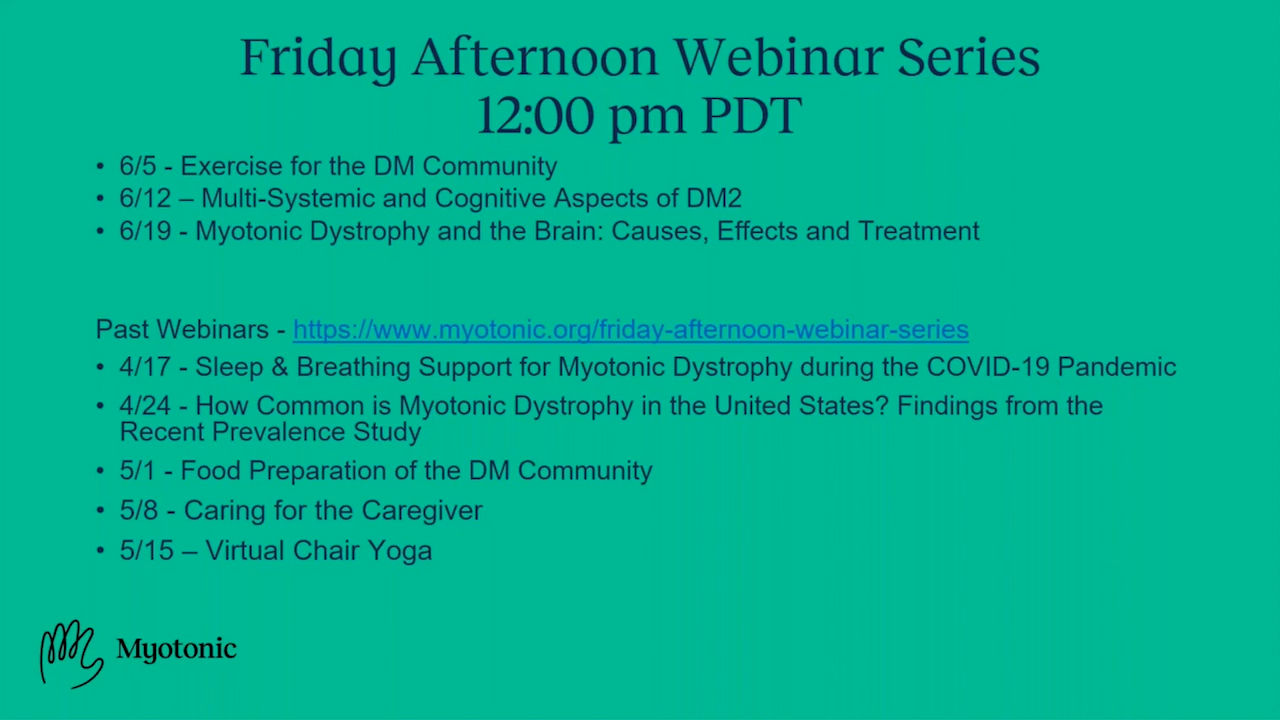 Friday Afternoon Webinar Series
12:00 pm PDT
• 6/5 - Exercise for the DM Community
• 6/12 – Multi-Systemic and Cognitive Aspects of DM2
• 6/19 - Myotonic Dystrophy and the Brain: Causes, Effects and Treatment
Past Webinars - https://www.myotonic.org/friday-afternoon-webinar-series
• 4/17 - Sleep & Breathing Support for Myotonic Dystrophy during the COVID-19 Pandemic
• 4/24 - How Common is Myotonic Dystrophy in the United States? Findings from the
Recent Prevalence Study
• 5/1 - Food Preparation of the DM Community
• 5/8 - Caring for the Caregiver
• 5/15 – Virtual Chair Yoga
Myotonic